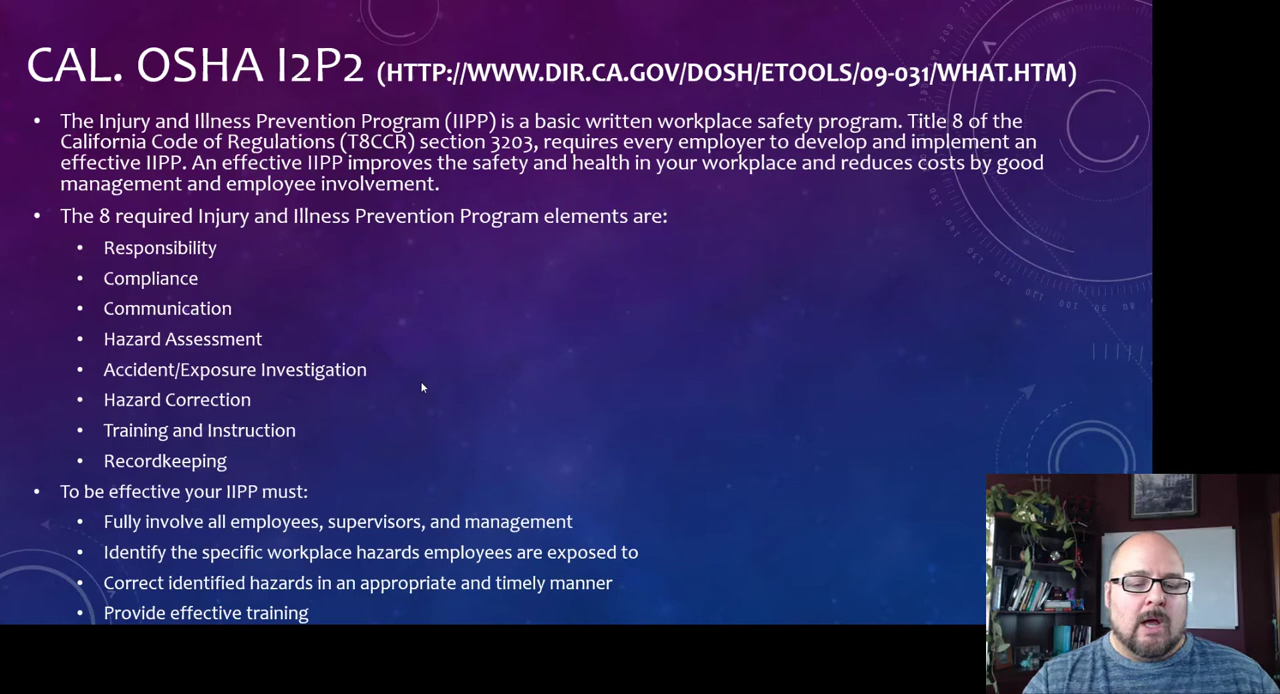 CAL. OSHA I2P2 (HTTP://WWW.DIR.CA.GOV/DOSH/ETOOLS/09-031/WHAT.HTM)
• The Injury and Illness Prevention Program (IIPP) is a basic written workplace safety program. Title 8 of the
California Code of Regulations (T8CCR) section 3203, requires every employer to develop and implement an
effective IIPP. An effective IIPP improves the safety and health in your workplace and reduces costs by good
management and employee involvement.
• The 8 required Injury and Illness Prevention Program elements are:
• Responsibility
• Compliance
• Communication
• Hazard Assessment
• Accident/Exposure Investigation
• Hazard Correction
• Training and Instruction
• Recordkeeping
• To be effective your IIPP must:
• Fully involve all employees, supervisors, and management
• Identify the specific workplace hazards employees are exposed to
• Correct identified hazards in an appropriate and timely manner
• Provide effective training